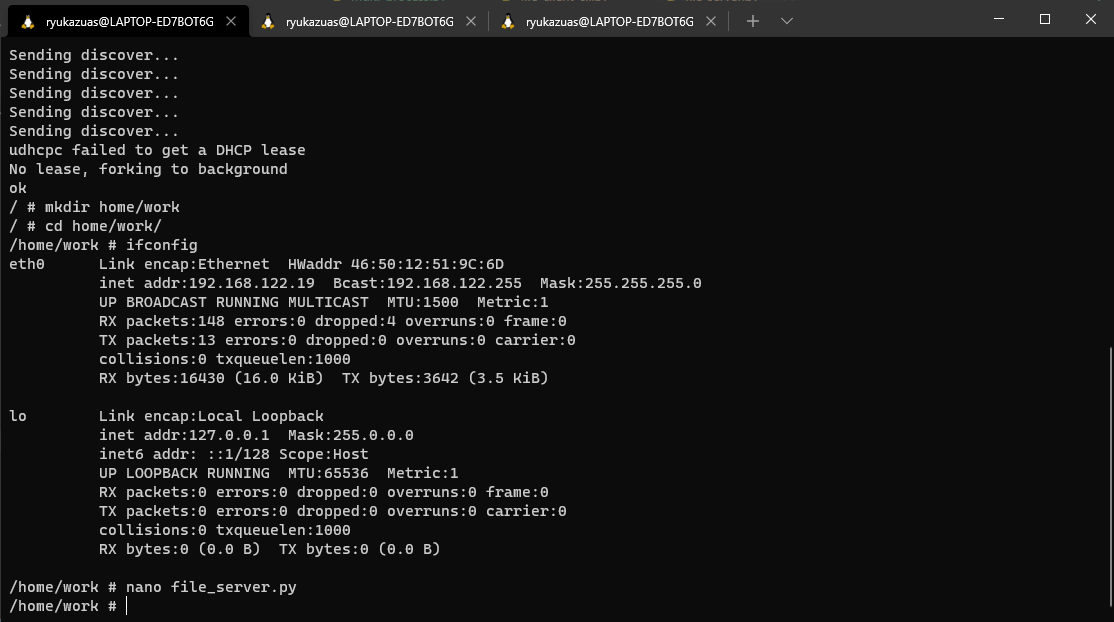 ryukazuas@LAPTOP-ED7BOT6G
ryukazuas@LAPTOP-ED7BOT6G
ryukazuas@LAPTOP-ED7BOT6G
Sending discover...
Sending discover...
Sending discover...
Sending discover...
Sending discover...
udhcpc failed to get a DHCP lease
No lease, forking to background
ok
/ # mkdir home/work
/ # cd home/work/
/home/work # ifconfig
eth0      Link encap:Ethernet  HWaddr 46:50:12:51:9C:6D
          inet addr:192.168.122.19  Bcast:192.168.122.255  Mask:255.255.255.0
          UP BROADCAST RUNNING MULTICAST  MTU:1500  Metric:1
          RX packets:148 errors:0 dropped:4 overruns:0 frame:0
          TX packets:13 errors:0 dropped:0 overruns:0 carrier:0
          collisions:0 txqueuelen:1000
          RX bytes:16430 (16.0 KiB)  TX bytes:3642 (3.5 KiB)
lo        Link encap:Local Loopback
          inet addr:127.0.0.1  Mask:255.0.0.0
          inet6 addr: ::1/128 Scope:Host
          UP LOOPBACK RUNNING  MTU:65536  Metric:1
          RX packets:0 errors:0 dropped:0 overruns:0 frame:0
          TX packets:0 errors:0 dropped:0 overruns:0 carrier:0
          collisions:0 txqueuelen:1000
          RX bytes:0 (0.0 B)  TX bytes:0 (0.0 B)
/home/work # nano file_server.py
/home/work #